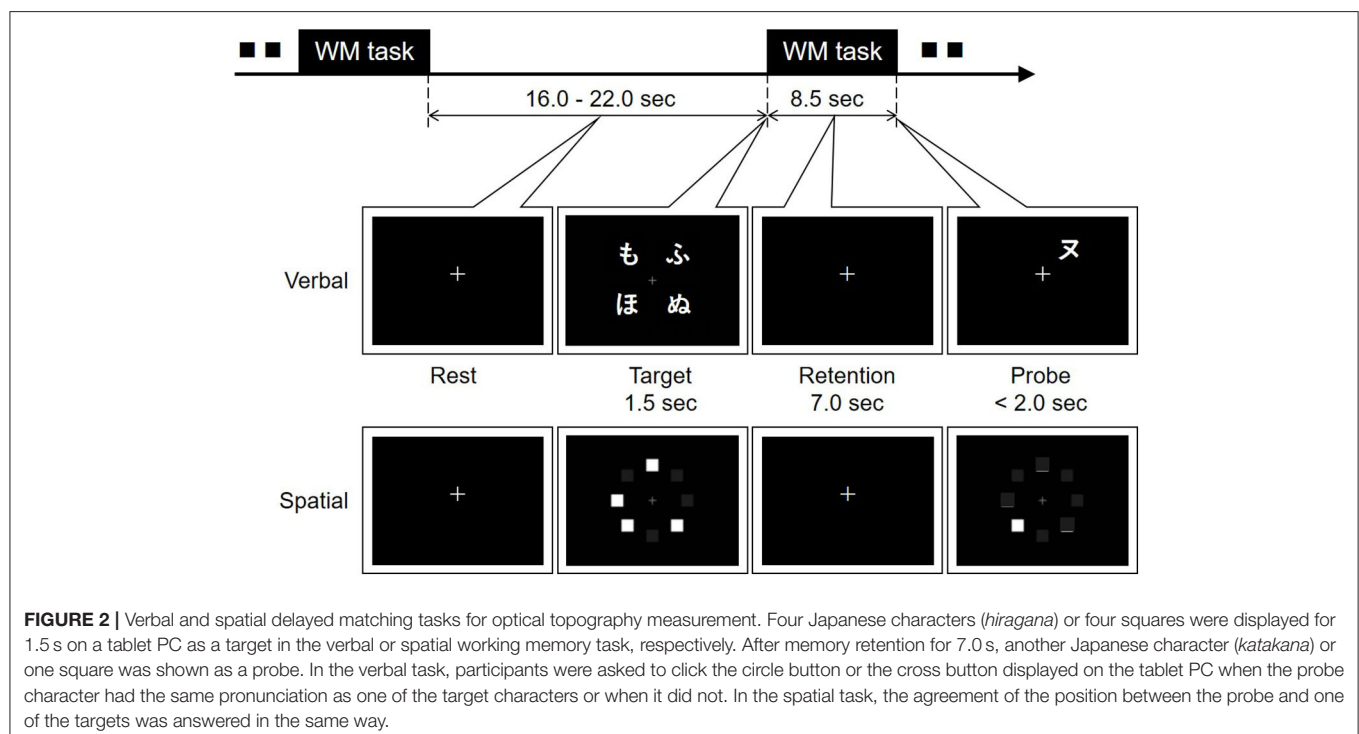 WM task
WM task
16.0 - 22.0 sec
8.5 sec
Verbal
も ふ
ほ ぬ
ヌ
Rest
Target
1.5 sec
Retention
7.0 sec
Probe
< 2.0 sec
Spatial
FIGURE 2 | Verbal and spatial delayed matching tasks for optical topography measurement. Four Japanese characters (hiragana) or four squares were displayed for
1.5 s on a tablet PC as a target in the verbal or spatial working memory task, respectively. After memory retention for 7.0 s, another Japanese character (katakana) or
one square was shown as a probe. In the verbal task, participants were asked to click the circle button or the cross button displayed on the tablet PC when the probe
character had the same pronunciation as one of the target characters or when it did not. In the spatial task, the agreement of the position between the probe and one
of the targets was answered in the same way.